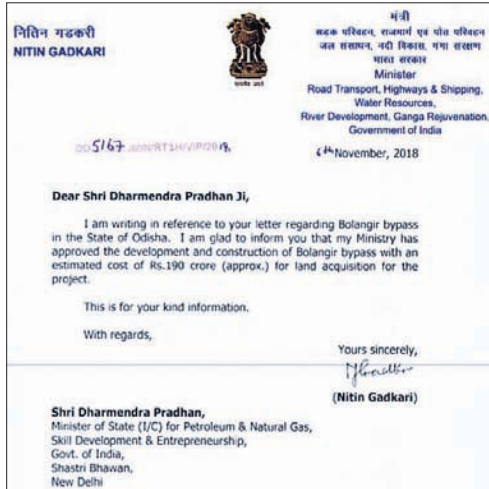 नितिन गडकरी
NITIN GADKARI
मंत्री
सड़क परिवहन, राजमार्ग एवं पोत परिवहन
जल संसाधन, नदी विकास, गंगा संरक्षण
भारत सरकार
Minister
Road Transport, Highways & Shipping,
Water Resources,
River Development, Ganga Rejuvenation,
Government of India
5167
6th November, 2018
Dear Shri Dharmendra Pradhan Ji,
I am writing in reference to your letter regarding Bolangir bypass
in the State of Odisha. I am glad to inform you that my Ministry has
approved the development and construction of Bolangir bypass with an
estimated cost of Rs.190 crore (approx.) for land acquisition for the
project.
This is for your kind information.
With regards,
Yours sincerely,
(Nitin Gadkari)
Shri Dharmendra Pradhan,
Minister of State (I/C) for Petroleum & Natural Gas,
Skill Development & Entrepreneurship,
Govt. of India,
Shastri Bhawan,
New Delhi